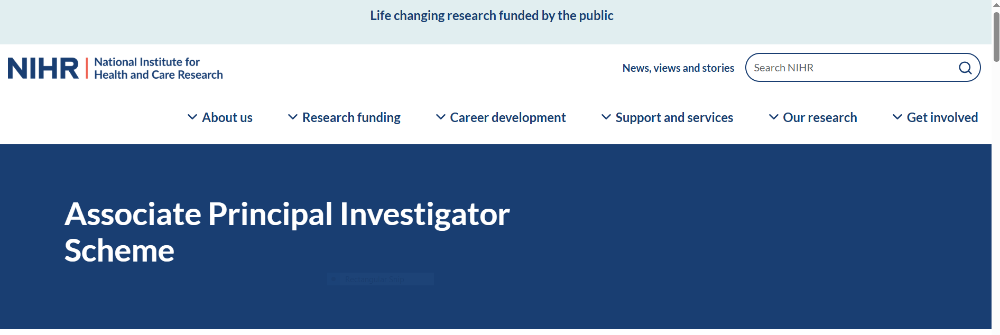 Life changing research funded by the public
NIHR
National Institute for
Health and Care Research
News, views and stories
Search NIHR
About us
Research funding
Career development
Support and services
Our research
Get involved
Associate Principal Investigator
Scheme
Rectangular Snip